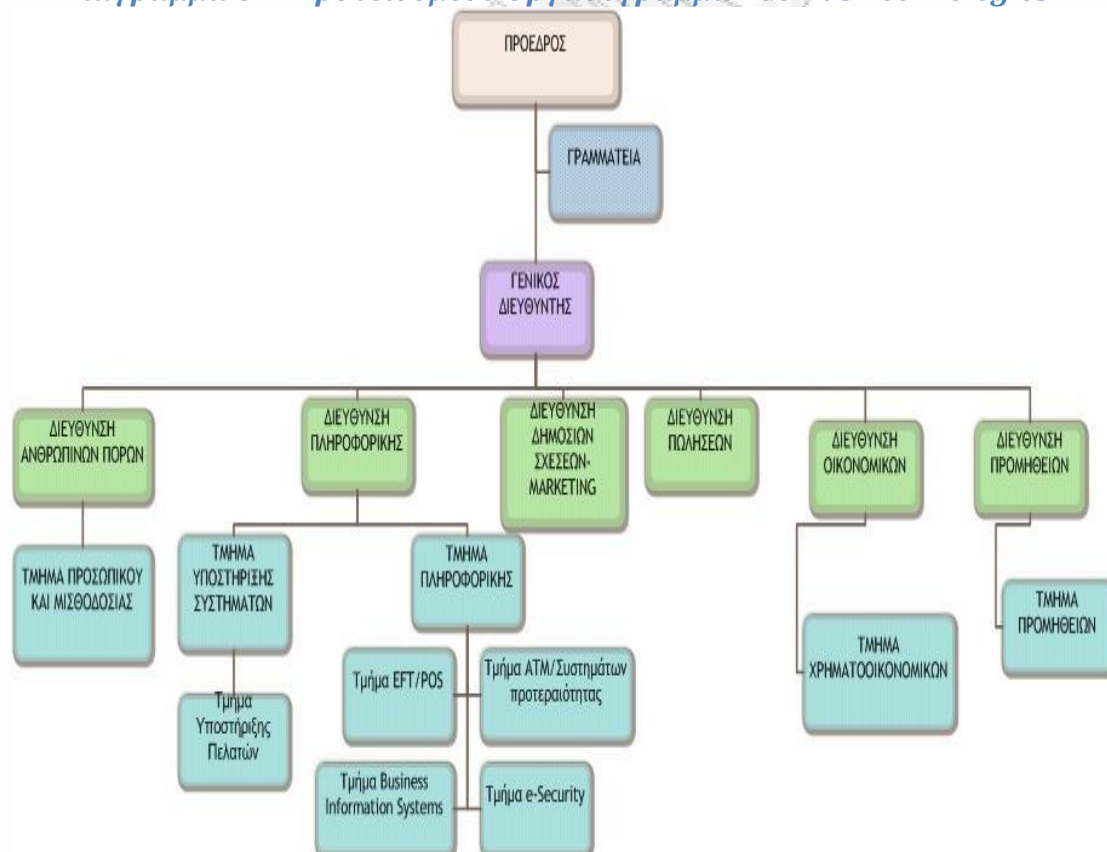 ΠΡΟΕΔΡΟΣ
ΓΡΑΜΜΑΤΕΙΑ
ΓΕΝΙΚΟΣ
ΔΙΕΥΘΥΝΤΗΣ
ΔΙΕΥΘΥΝΣΗ
ΑΝΘΡΩΠΙΝΩΝ ΠΟΡΩΝ
ΔΙΕΥΘΥΝΣΗ
ΠΛΗΡΟΦΟΡΙΚΗΣ
ΔΙΕΥΘΥΝΣΗ
ΔΗΜΟΣΙΩΝ
ΣΧΕΣΕΩΝ-
MARKETING
ΔΙΕΥΘΥΝΣΗ
ΠΩΛΗΣΕΩΝ
ΔΙΕΥΘΥΝΣΗ
ΟΙΚΟΝΟΜΙΚΩΝ
ΔΙΕΥΘΥΝΣΗ
ΠΡΟΜΗΘΕΙΩΝ
ΤΜΗΜΑ ΠΡΟΣΩΠΙΚΟΥ
ΚΑΙ ΜΙΣΘΟΔΟΣΙΑΣ
ΤΜΗΜΑ
ΥΠΟΣΤΗΡΙΞΗΣ
ΣΥΣΤΗΜΑΤΩΝ
ΤΜΗΜΑ
ΠΛΗΡΟΦΟΡΙΚΗΣ
ΤΜΗΜΑ
ΧΡΗΜΑΤΟΟΙΚΟΝΟΜΙΚΩΝ
ΤΜΗΜΑ
ΠΡΟΜΗΘΕΙΩΝ
Τμήμα
Υποστήριξης
Πελατών
Τμήμα EFT/POS
Τμήμα ATM/Συστημάτων
προτεραιότητας
Τμήμα Business
Information Systems
Τμήμα e-Security